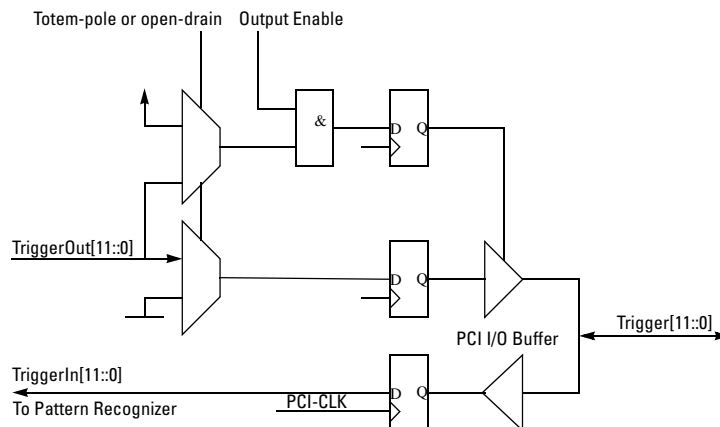 Totem-pole or open-drain
Output Enable
&
D Q
TriggerOut[11::0]
D Q
Trigger[11::0]
PCI I/O Buffer
TriggerIn[11::0]
D Q
To Pattern Recognizer
PCI-CLK